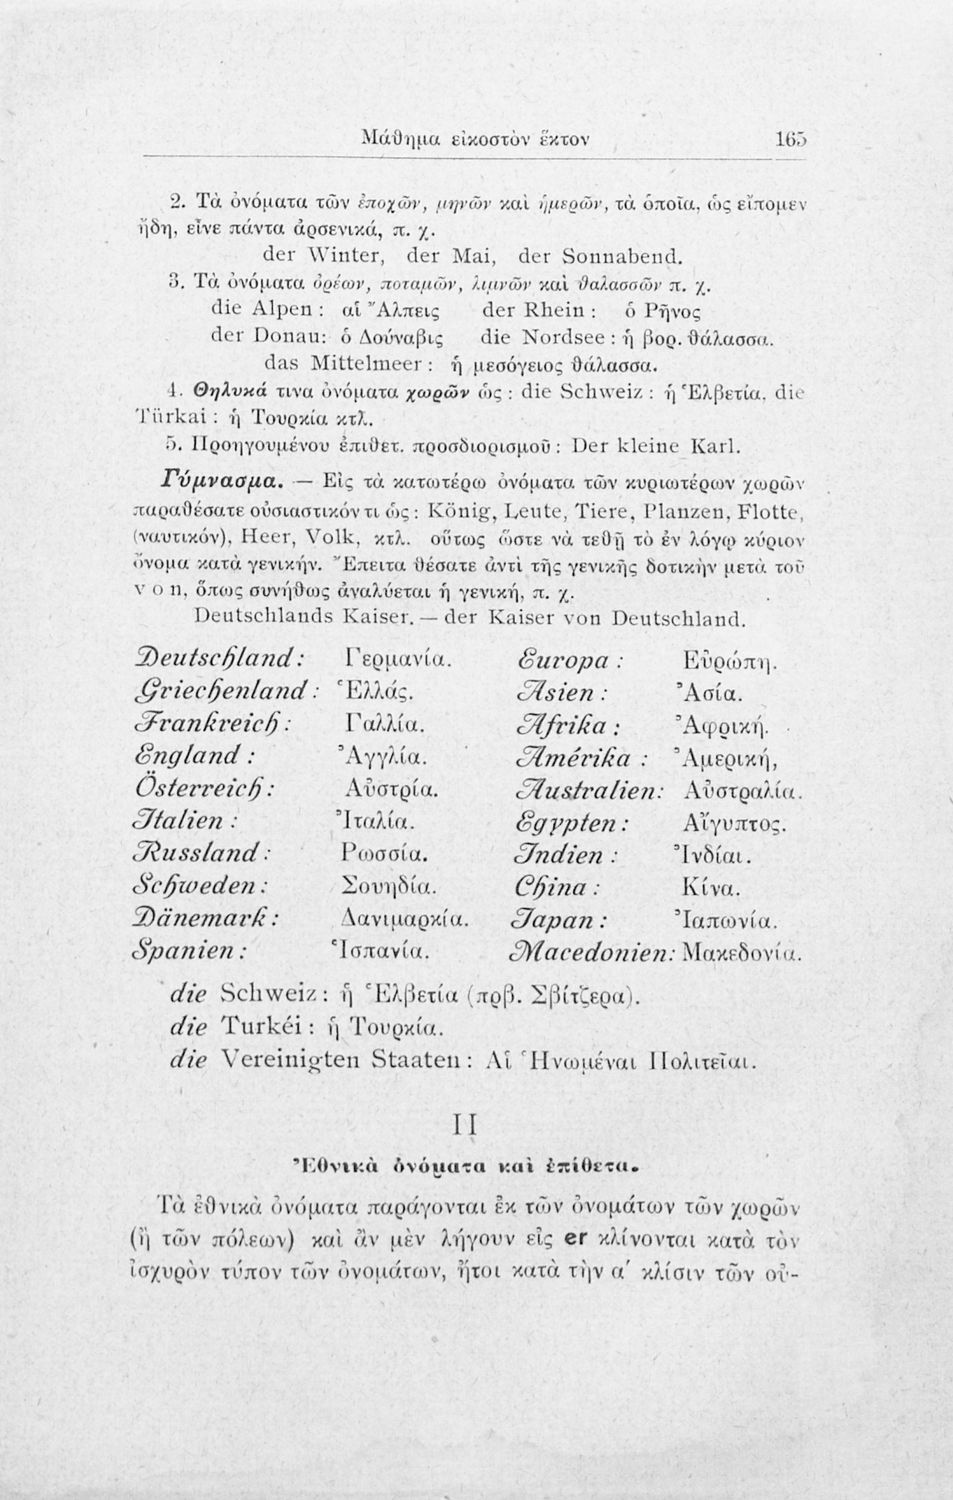 Μάθημα εἰκοστὸν ἕκτον 165
2. Τὰ ὀνόματα τῶν ἐποχῶν, μηνῶν καὶ ἡμερῶν, τὰ ὁποῖα, ὡς εἴπομεν
ἤδη, εἶνε πάντα ἀρσενικά, π. χ.
der Winter, der Mai, der Sonnabend.
3. Τὰ ὀνόματα ὀρέων, ποταμῶν, λιμνῶν καὶ θαλασσῶν π. χ.
die Alpen : αἱ Ἄλπεις der Rhein : ὁ Ρῆνος
der Donau: ὁ Δούναβις die Nordsee : ἡ βορ. θάλασσα.
das Mittelmeer : ἡ μεσόγειος θάλασσα.
4. Θηλυκά τινα ὀνόματα χωρῶν ὡς : die Schweiz : ἡ Ἑλβετία, die
Türkai : ἡ Τουρκία κτλ.
5. Προηγουμένου ἐπιθετ. προσδιορισμοῦ : Der kleine Karl.
Γύμνασμα. — Εἰς τὰ κατωτέρω ὀνόματα τῶν κυριωτέρων χωρῶν
παραθέσατε οὐσιαστικόν τι ὡς : König, Leute, Tiere, Planzen, Flotte,
(ναυτικόν), Heer, Volk, κτλ. οὕτως ὥστε νὰ τεθῇ τὸ ἐν λόγῳ κύριον
ὄνομα κατὰ γενικήν. Ἔπειτα θέσατε ἀντὶ τῆς γενικῆς δοτικὴν μετὰ τοῦ
von, ὅπως συνήθως ἀναλύεται ἡ γενική, π. χ.
Deutschlands Kaiser. — der Kaiser von Deutschland.
Deutschland : Γερμανία. Europa : Εὐρώπη.
Griechenland : Ἑλλάς. Asien : Ἀσία.
Frankreich : Γαλλία. Afrika : Ἀφρική.
England : Ἀγγλία. Amérika : Ἀμερική,
Österreich : Αὐστρία. Australien: Αὐστραλία.
Italien : Ἰταλία. Egypten : Αἴγυπτος.
Russland : Ρωσσία. Indien : Ἰνδίαι.
Schweden : Σουηδία. China : Κίνα.
Dänemark : Δανιμαρκία. Japan : Ἰαπωνία.
Spanien : Ἱσπανία. Macedonien: Μακεδονία.
die Schweiz : ἡ Ἑλβετία (πρβ. Σβίτζερα).
die Turkéi : ἡ Τουρκία.
die Vereinigten Staaten : Αἱ Ἡνωμέναι Πολιτεῖαι.
II
Ἐθνικὰ ὀνόματα καὶ ἐπίθετα.
Τὰ ἐθνικὰ ὀνόματα παράγονται ἐκ τῶν ὀνομάτων τῶν χωρῶν
(ἢ τῶν πόλεων) καὶ ἂν μὲν λήγουν εἰς er κλίνονται κατὰ τὸν
ἰσχυρὸν τύπον τῶν ὀνομάτων, ἤτοι κατὰ τὴν α΄ κλίσιν τῶν οὐ-